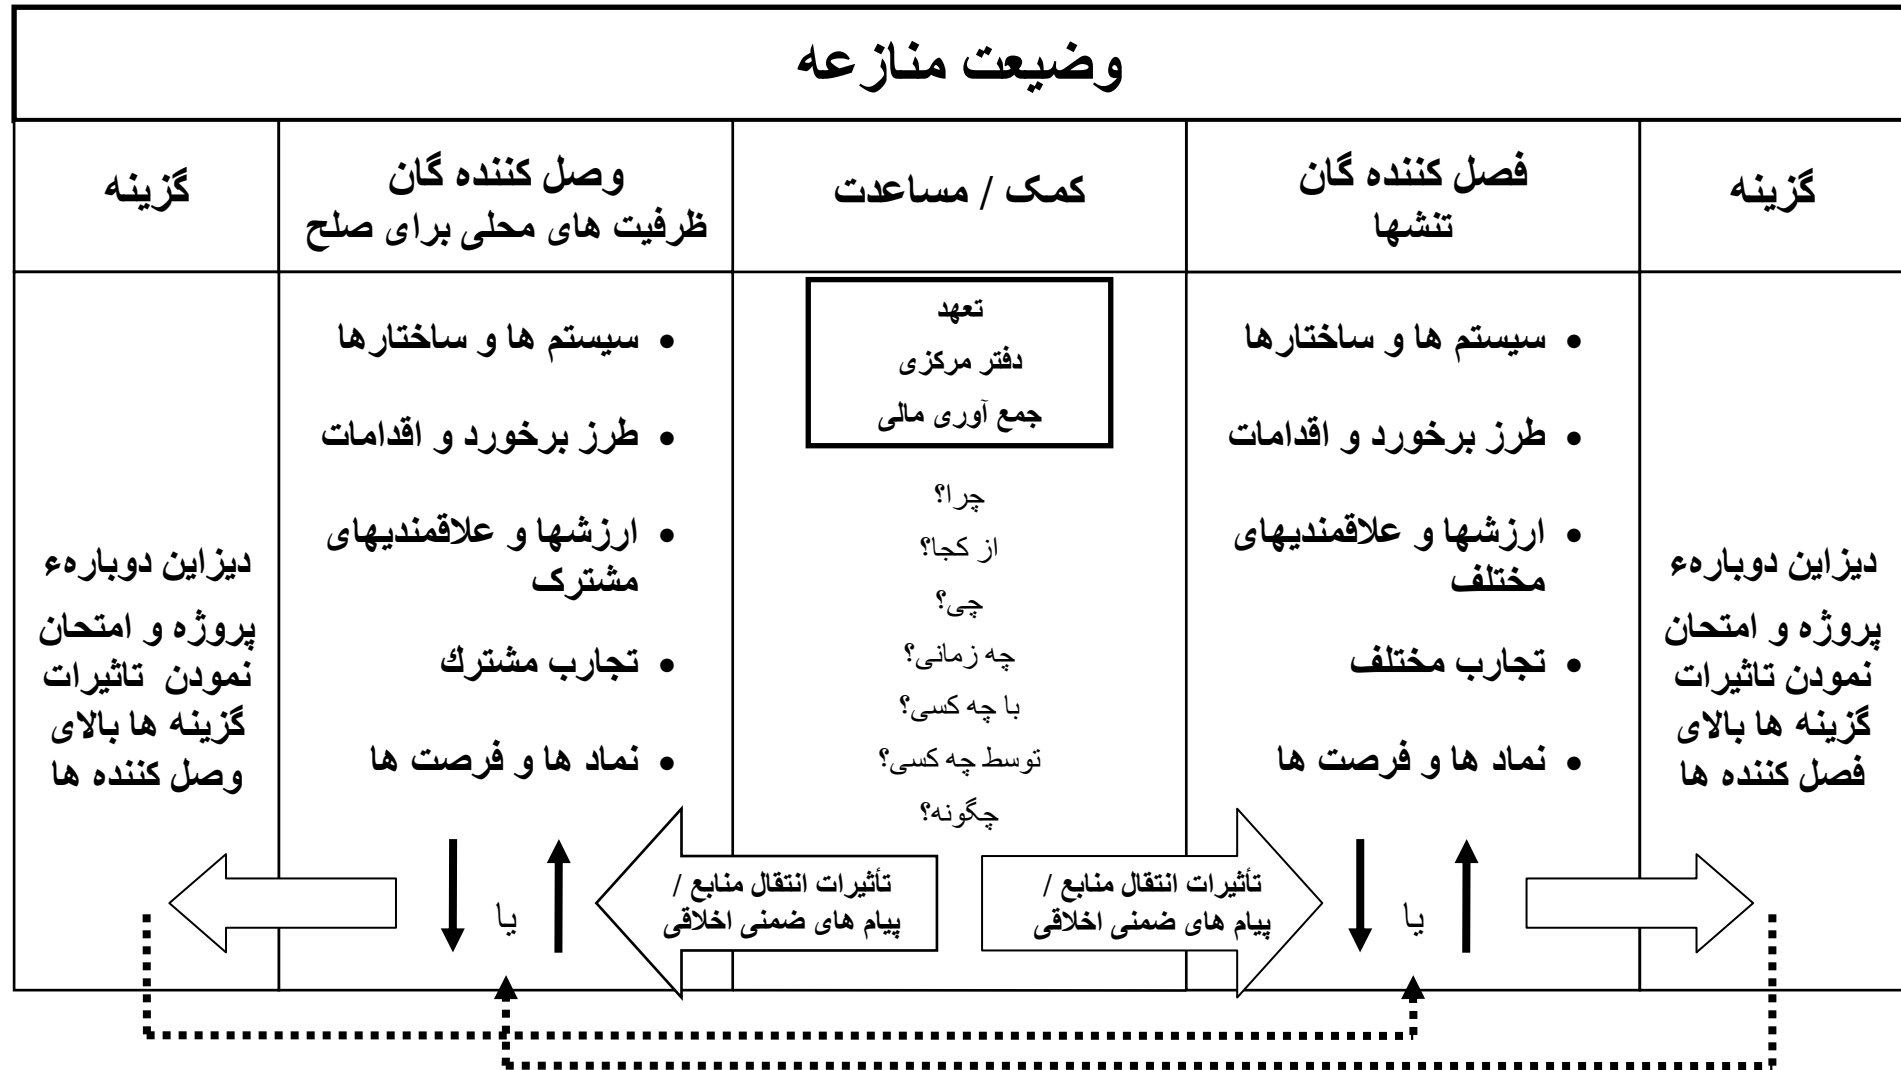 وضیعت منازعه
گزینه
فصل کننده گان
تنشها
کمک / مساعدت
وصل کننده گان
ظرفیت های محلی برای صلح
گزینه
دیزاین دوبارهء
پروژه و امتحان
نمودن تاثیرات
گزینه ها بالای
فصل کننده ها
• سیستم ها و ساختارها
• طرز برخورد و اقدامات
• ارزشها و علاقمندیهای
مختلف
• تجارب مختلف
• نماد ها و فرصت ها
یا
تعهد
دفتر مرکزی
جمع آوری مالی
چرا؟
از کجا؟
چی؟
چه زمانی؟
با چه کسی؟
توسط چه کسی؟
چگونه؟
تأثیرات انتقال منابع /
پیام های ضمنی اخلاقی
تأثیرات انتقال منابع /
پیام های ضمنی اخلاقی
• سیستم ها و ساختارها
• طرز برخورد و اقدامات
• ارزشها و علاقمندیهای
مشترک
• تجارب مشترك
• نماد ها و فرصت ها
یا
دیزاین دوبارهء
پروژه و امتحان
نمودن تاثیرات
گزینه ها بالای
وصل کننده ها